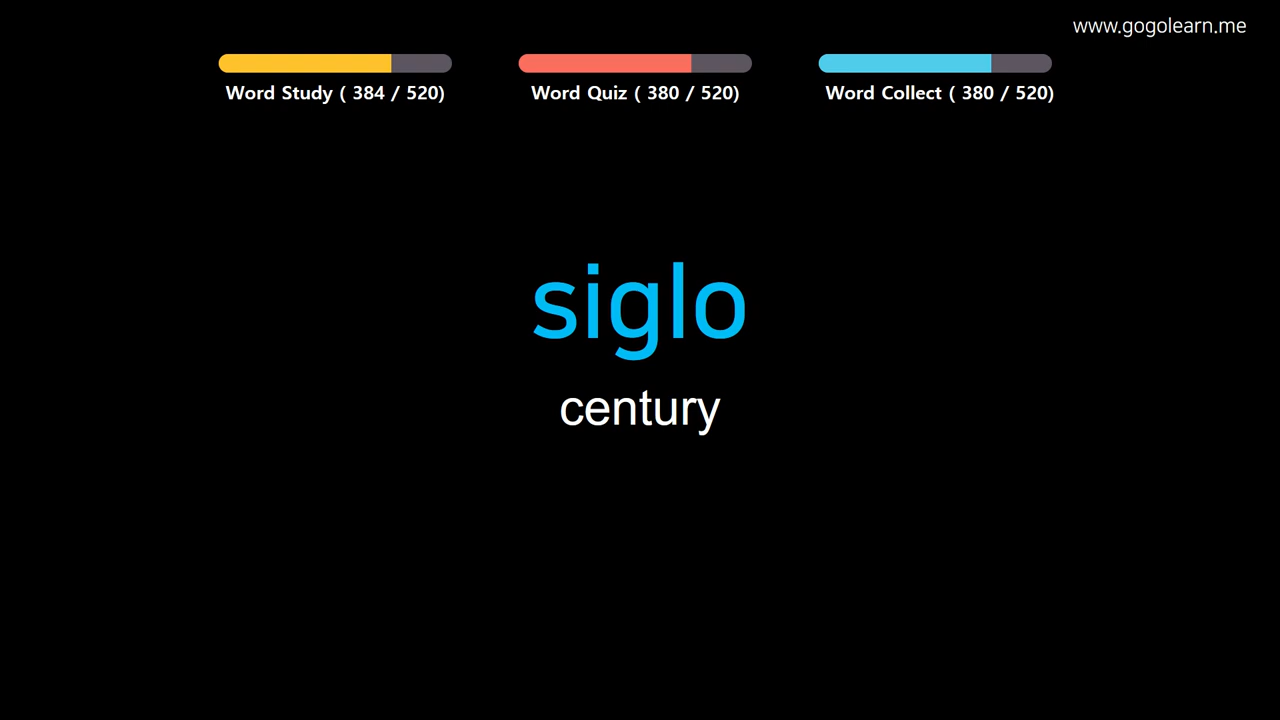 www.gogolearn.me
Word Study ( 384 / 520)
Word Quiz ( 380 / 520)
Word Collect ( 380 / 520)
siglo
century